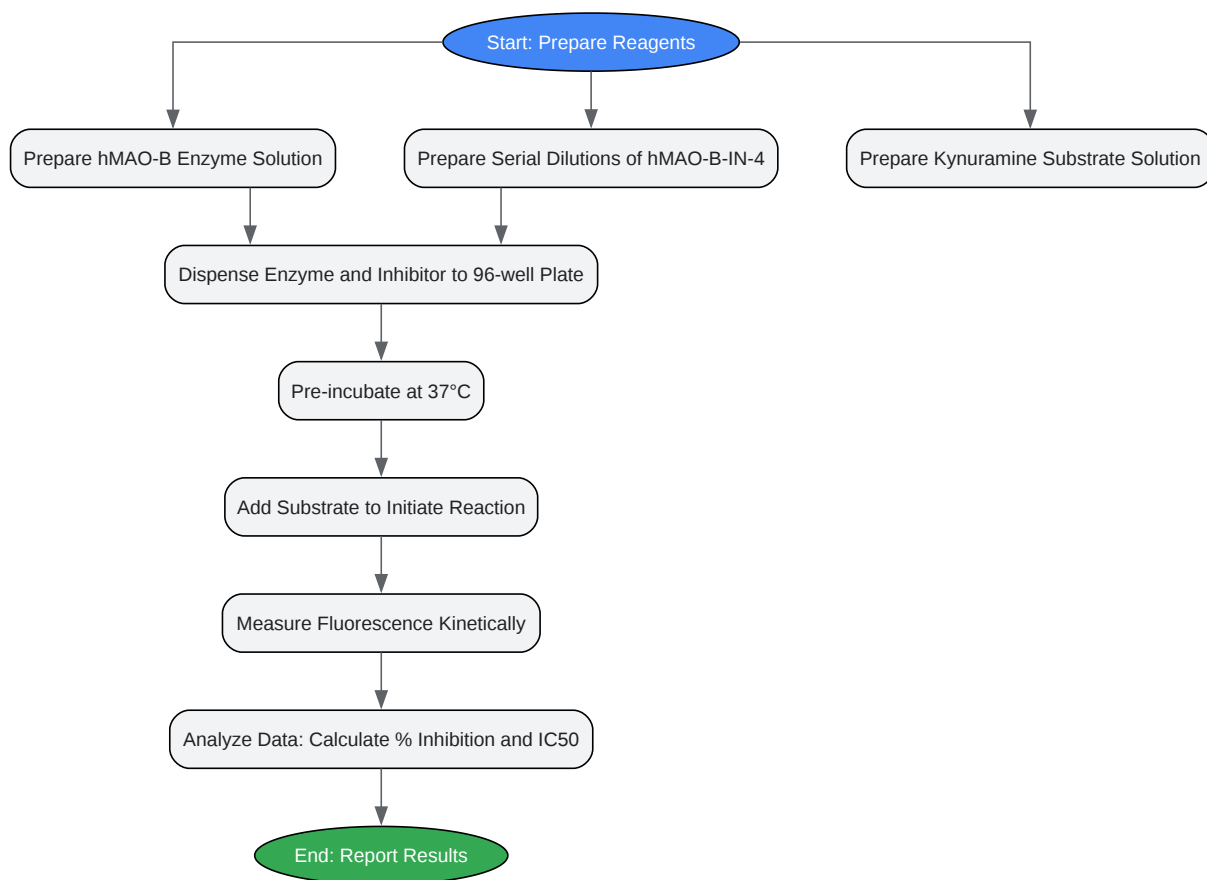 Start: Prepare Reagents
Prepare hMAO-B Enzyme Solution
Prepare Serial Dilutions of hMAO-B-IN-4
Prepare Kynuramine Substrate Solution
Dispense Enzyme and Inhibitor to 96-well Plate
Pre-incubate at 37°C
Add Substrate to Initiate Reaction
Measure Fluorescence Kinetically
Analyze Data: Calculate % Inhibition and IC50
End: Report Results